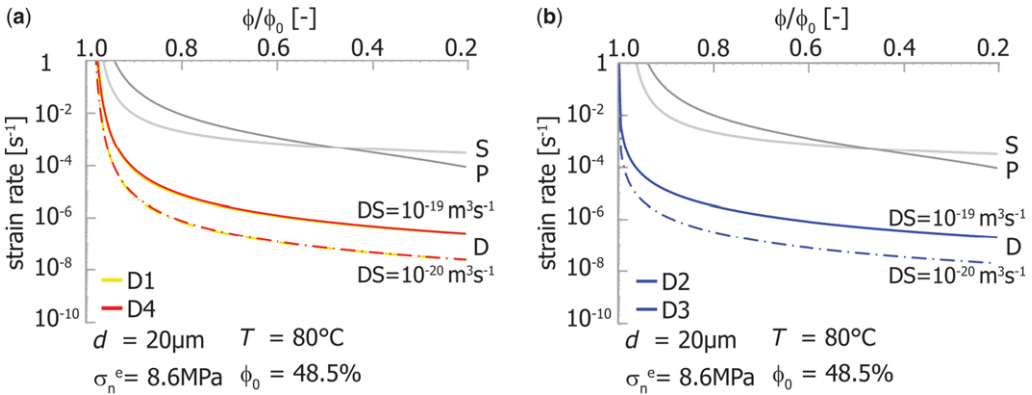 (a)
ϕ/ϕ₀ [-]
1.0 0.8 0.6 0.4 0.2
strain rate [s⁻¹]
1
10⁻²
10⁻⁴
10⁻⁶
10⁻⁸
10⁻¹⁰
S
P
DS=10⁻¹⁹ m³s⁻¹
D
DS=10⁻²⁰ m³s⁻¹
D1
D4
d = 20μm T = 80°C
σₙᵉ= 8.6MPa ϕ₀ = 48.5%
(b)
ϕ/ϕ₀ [-]
1.0 0.8 0.6 0.4 0.2
strain rate [s⁻¹]
1
10⁻²
10⁻⁴
10⁻⁶
10⁻⁸
10⁻¹⁰
S
P
DS=10⁻¹⁹ m³s⁻¹
D
DS=10⁻²⁰ m³s⁻¹
D2
D3
d = 20μm T = 80°C
σₙᵉ= 8.6MPa ϕ₀ = 48.5%